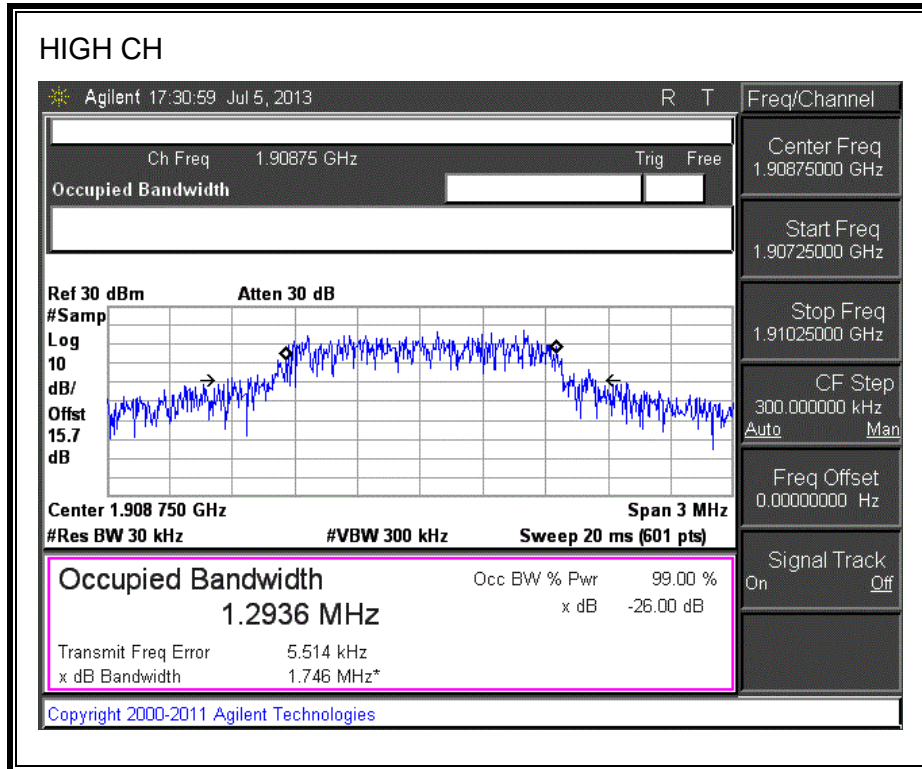 HIGH CH
Agilent 17:30:59 Jul 5, 2013 R T
Freq/Channel
Ch Freq 1.90875 GHz Trig Free
Occupied Bandwidth
Center Freq
1.90875000 GHz
Start Freq
1.90725000 GHz
Stop Freq
1.91025000 GHz
CF Step
300.000000 kHz
Auto Man
Freq Offset
0.00000000 Hz
Signal Track
On Off
Ref 30 dBm Atten 30 dB
#Samp
Log
10
dB/
Offst
15.7
dB
Center 1.908 750 GHz Span 3 MHz
#Res BW 30 kHz #VBW 300 kHz Sweep 20 ms (601 pts)
Occupied Bandwidth Occ BW % Pwr 99.00 %
1.2936 MHz x dB -26.00 dB
Transmit Freq Error 5.514 kHz
x dB Bandwidth 1.746 MHz*
Copyright 2000-2011 Agilent Technologies